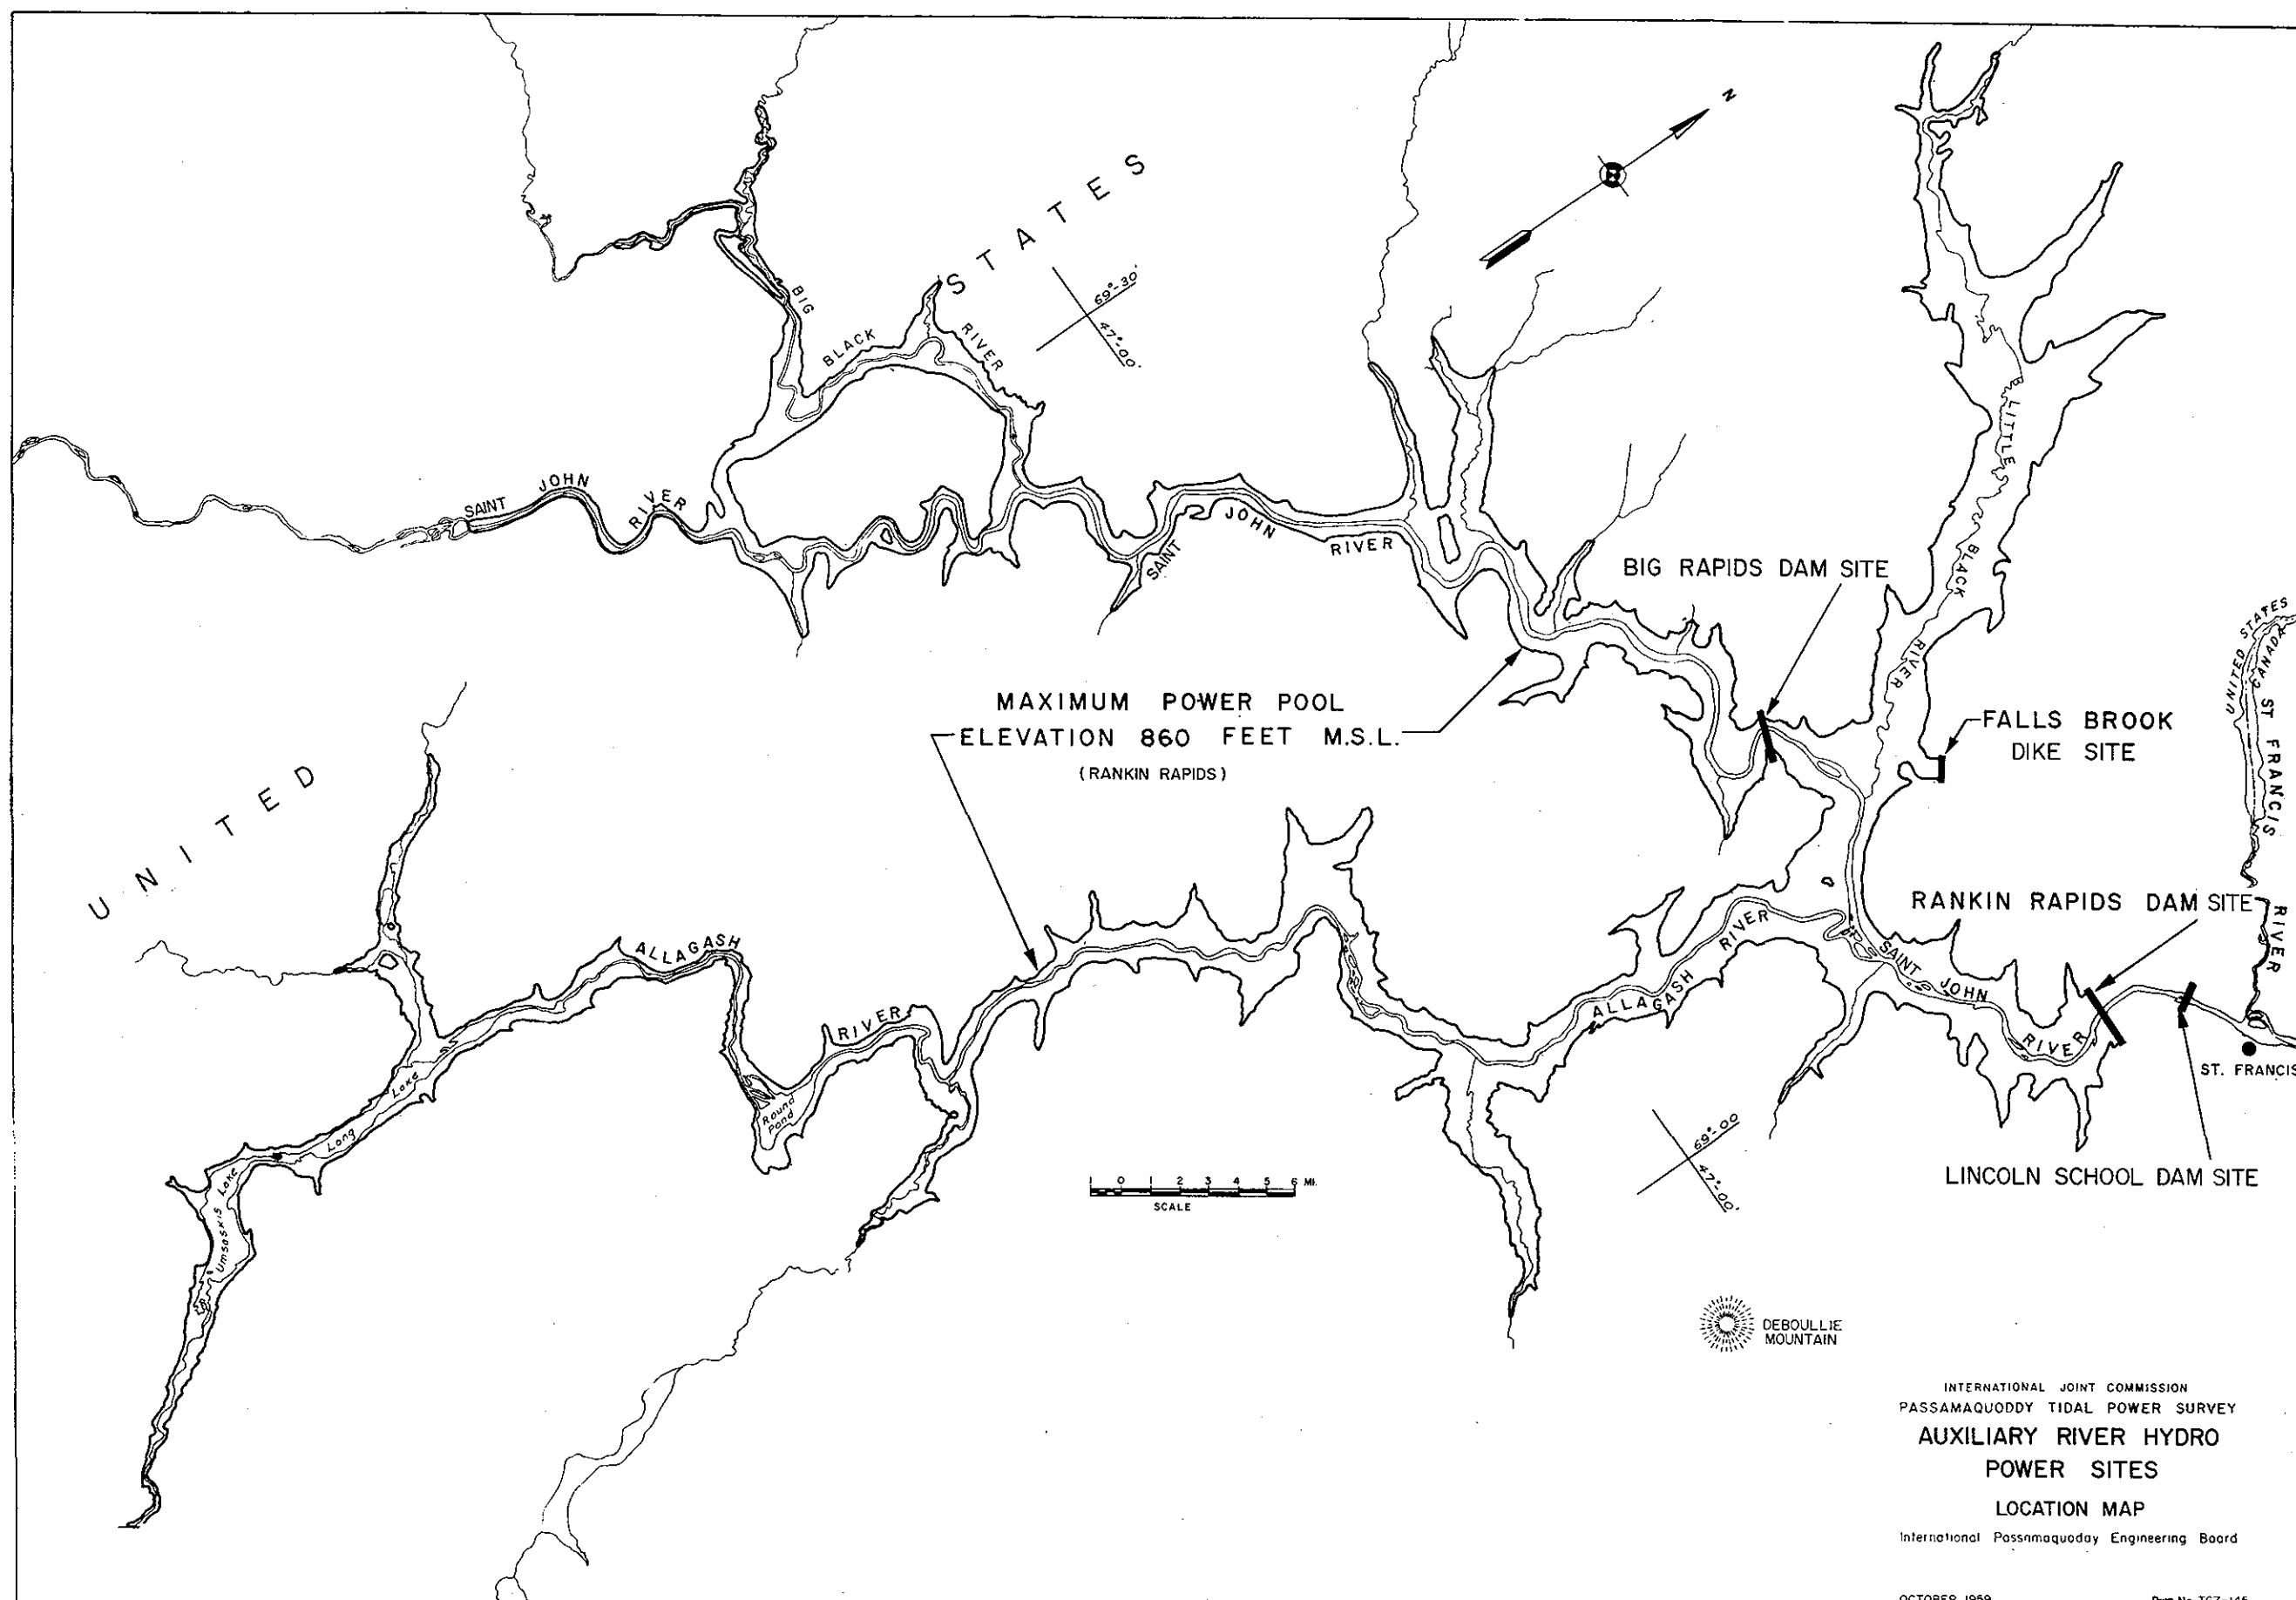 N
STATES
69°-30'
47°-00'
BIG
BLACK
RIVER
LITTLE
BLACK
RIVER
SAINT
JOHN
RIVER
SAINT
JOHN
RIVER
BIG RAPIDS DAM SITE
UNITED STATES
CANADA
ST FRANCIS
RIVER
MAXIMUM POWER POOL
ELEVATION 860 FEET M.S.L.
(RANKIN RAPIDS)
FALLS BROOK
DIKE SITE
UNITED
RANKIN RAPIDS DAM SITE
ALLAGASH
RIVER
ALLAGASH
RIVER
SAINT
JOHN
RIVER
ST. FRANCIS
Round
Pond
Long
Lake
Umsaskis Lake
69°-00
47°-00'
1 0 1 2 3 4 5 6 MI.
SCALE
LINCOLN SCHOOL DAM SITE
DEBOULLIE
MOUNTAIN
INTERNATIONAL JOINT COMMISSION
PASSAMAQUODDY TIDAL POWER SURVEY
AUXILIARY RIVER HYDRO
POWER SITES
LOCATION MAP
International Passamaquoddy Engineering Board
OCTOBER 1959